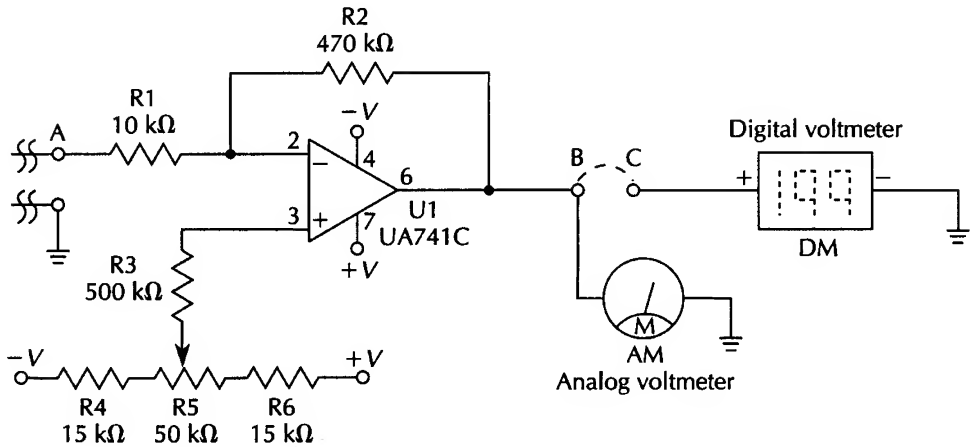 R2
470 kΩ
R1
10 kΩ
A
−V
2
−
4
6
3
+
7
U1
UA741C
+V
B
C
Digital voltmeter
+
199
−
DM
R3
500 kΩ
M
AM
Analog voltmeter
−V
+V
R4
15 kΩ
R5
50 kΩ
R6
15 kΩ